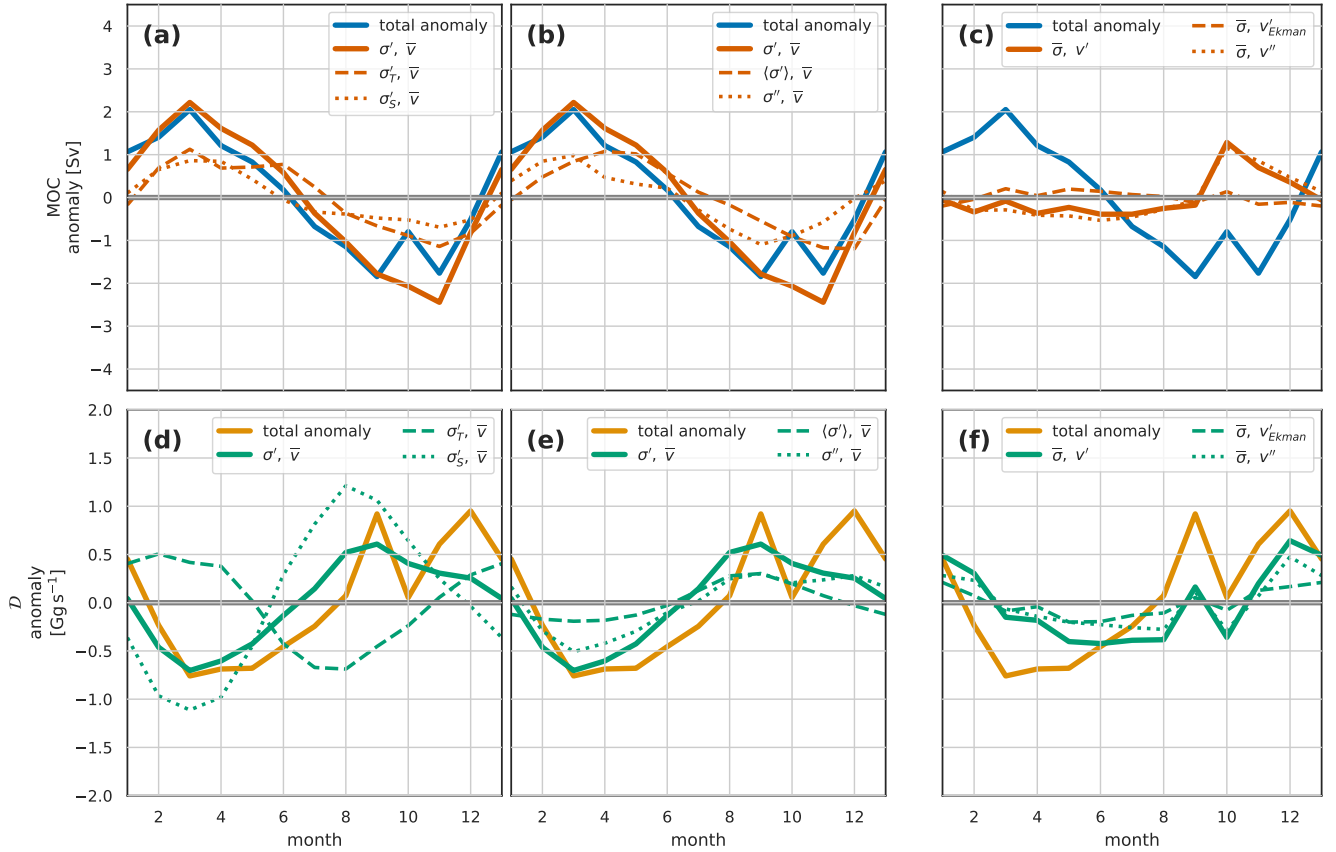 (a)
total anomaly
σ′, v̅
σ′_T, v̅
σ′_S, v̅
(b)
total anomaly
σ′, v̅
⟨σ′⟩, v̅
σ″, v̅
(c)
total anomaly
σ̅, v′
σ̅, v′_Ekman
σ̅, v″
4
3
2
1
0
−1
−2
−3
−4
MOC
anomaly [Sv]
(d)
total anomaly
σ′, v̅
σ′_T, v̅
σ′_S, v̅
(e)
total anomaly
σ′, v̅
⟨σ′⟩, v̅
σ″, v̅
(f)
total anomaly
σ̅, v′
σ̅, v′_Ekman
σ̅, v″
2.0
1.5
1.0
0.5
0.0
−0.5
−1.0
−1.5
−2.0
𝒟
anomaly
[Gg s⁻¹]
2 4 6 8 10 12
month
2 4 6 8 10 12
month
2 4 6 8 10 12
month